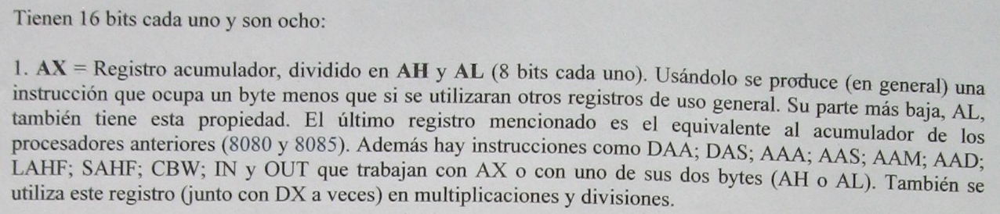 Tienen 16 bits cada uno y son ocho:
1. AX = Registro acumulador, dividido en AH y AL (8 bits cada uno). Usándolo se produce (en general) una
instrucción que ocupa un byte menos que si se utilizaran otros registros de uso general. Su parte más baja, AL,
también tiene esta propiedad. El último registro mencionado es el equivalente al acumulador de los
procesadores anteriores (8080 y 8085). Además hay instrucciones como DAA; DAS; AAA; AAS; AAM; AAD;
LAHF; SAHF; CBW; IN y OUT que trabajan con AX o con uno de sus dos bytes (AH o AL). También se
utiliza este registro (junto con DX a veces) en multiplicaciones y divisiones.